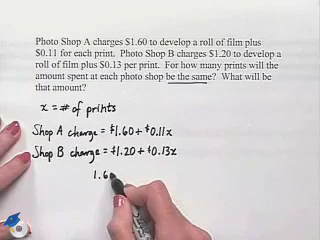 Photo Shop A charges $1.60 to develop a roll of film plus
$0.11 for each print. Photo Shop B charges $1.20 to develop a
roll of film plus $0.13 per print. For how many prints will the
amount spent at each photo shop be the same? What will be
that amount?
x = # of prints
Shop A charge = $1.60 + $0.11x
Shop B charge = $1.20 + $0.13x
1.6